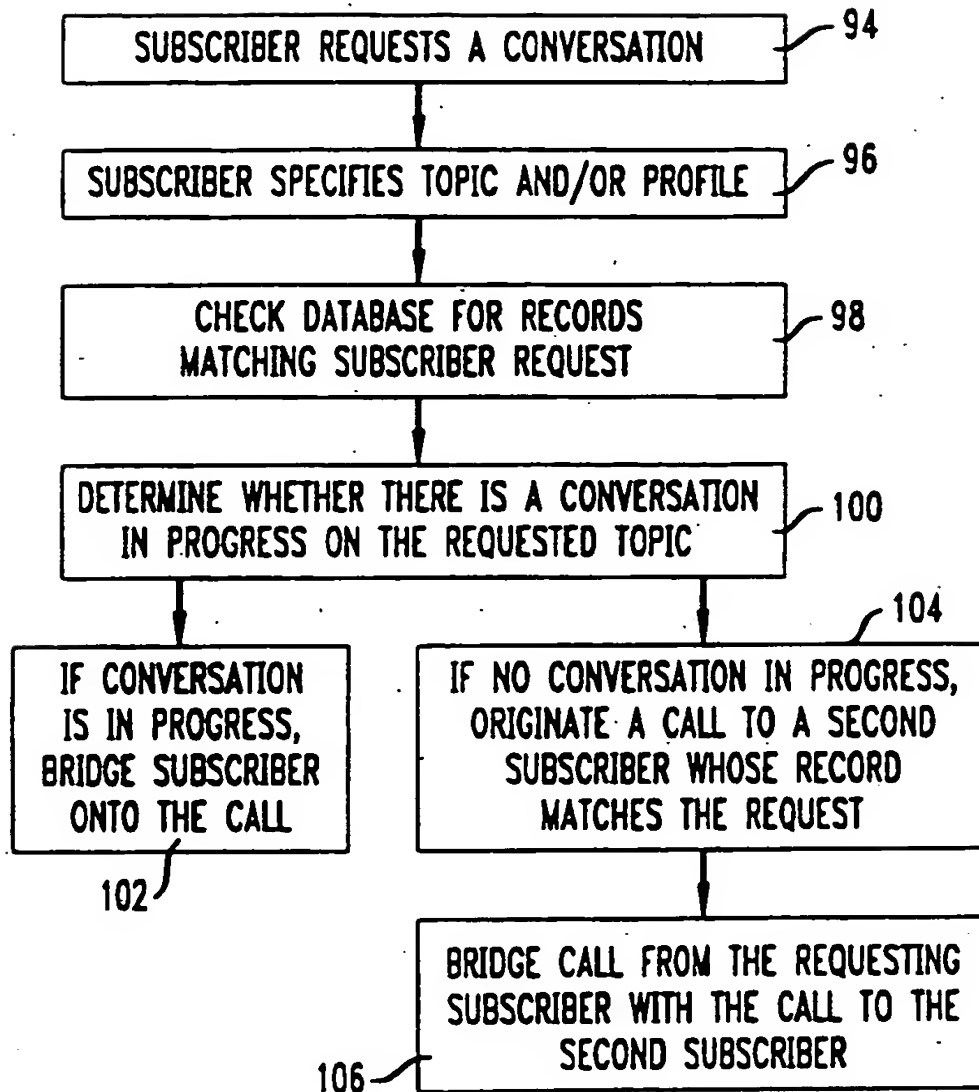 SUBSCRIBER REQUESTS A CONVERSATION
94
SUBSCRIBER SPECIFIES TOPIC AND/OR PROFILE
96
CHECK DATABASE FOR RECORDS
MATCHING SUBSCRIBER REQUEST
98
DETERMINE WHETHER THERE IS A CONVERSATION
IN PROGRESS ON THE REQUESTED TOPIC
100
IF CONVERSATION
IS IN PROGRESS,
BRIDGE SUBSCRIBER
ONTO THE CALL
102
104
IF NO CONVERSATION IN PROGRESS,
ORIGINATE A CALL TO A SECOND
SUBSCRIBER WHOSE RECORD
MATCHES THE REQUEST
BRIDGE CALL FROM THE REQUESTING
SUBSCRIBER WITH THE CALL TO THE
SECOND SUBSCRIBER
106